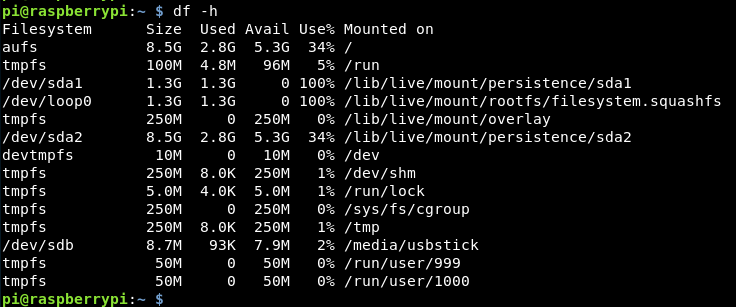 pi@raspberrypi:~ $ df -h
Filesystem Size Used Avail Use% Mounted on
aufs 8.5G 2.8G 5.3G 34% /
tmpfs 100M 4.8M 96M 5% /run
/dev/sda1 1.3G 1.3G 0 100% /lib/live/mount/persistence/sda1
/dev/loop0 1.3G 1.3G 0 100% /lib/live/mount/rootfs/filesystem.squashfs
tmpfs 250M 0 250M 0% /lib/live/mount/overlay
/dev/sda2 8.5G 2.8G 5.3G 34% /lib/live/mount/persistence/sda2
devtmpfs 10M 0 10M 0% /dev
tmpfs 250M 8.0K 250M 1% /dev/shm
tmpfs 5.0M 4.0K 5.0M 1% /run/lock
tmpfs 250M 0 250M 0% /sys/fs/cgroup
tmpfs 250M 8.0K 250M 1% /tmp
/dev/sdb 8.7M 93K 7.9M 2% /media/usbstick
tmpfs 50M 0 50M 0% /run/user/999
tmpfs 50M 0 50M 0% /run/user/1000
pi@raspberrypi:~ $